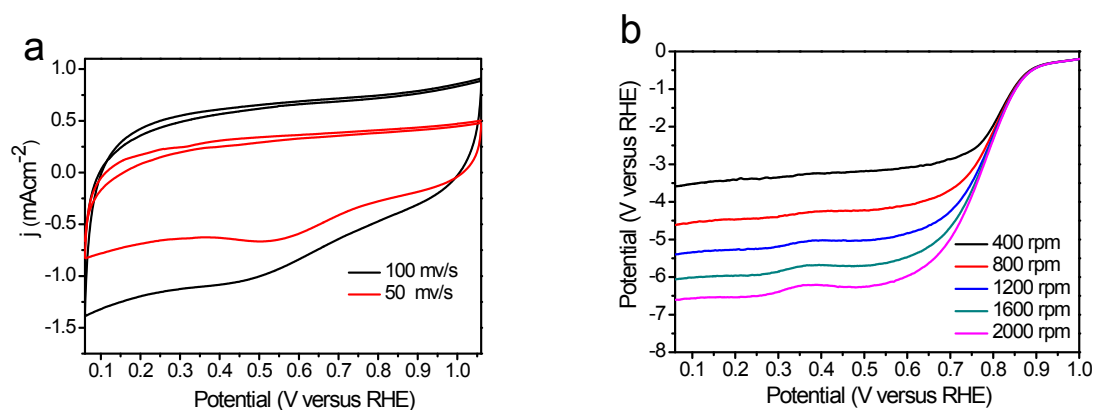 a
1.0
0.5
0.0
-0.5
-1.0
-1.5
j (mAcm⁻²)
100 mv/s
50 mv/s
0.1 0.2 0.3 0.4 0.5 0.6 0.7 0.8 0.9 1.0
Potential (V versus RHE)
b
0
-1
-2
-3
-4
-5
-6
-7
-8
Potential (V versus RHE)
400 rpm
800 rpm
1200 rpm
1600 rpm
2000 rpm
0.1 0.2 0.3 0.4 0.5 0.6 0.7 0.8 0.9 1.0
Potential (V versus RHE)